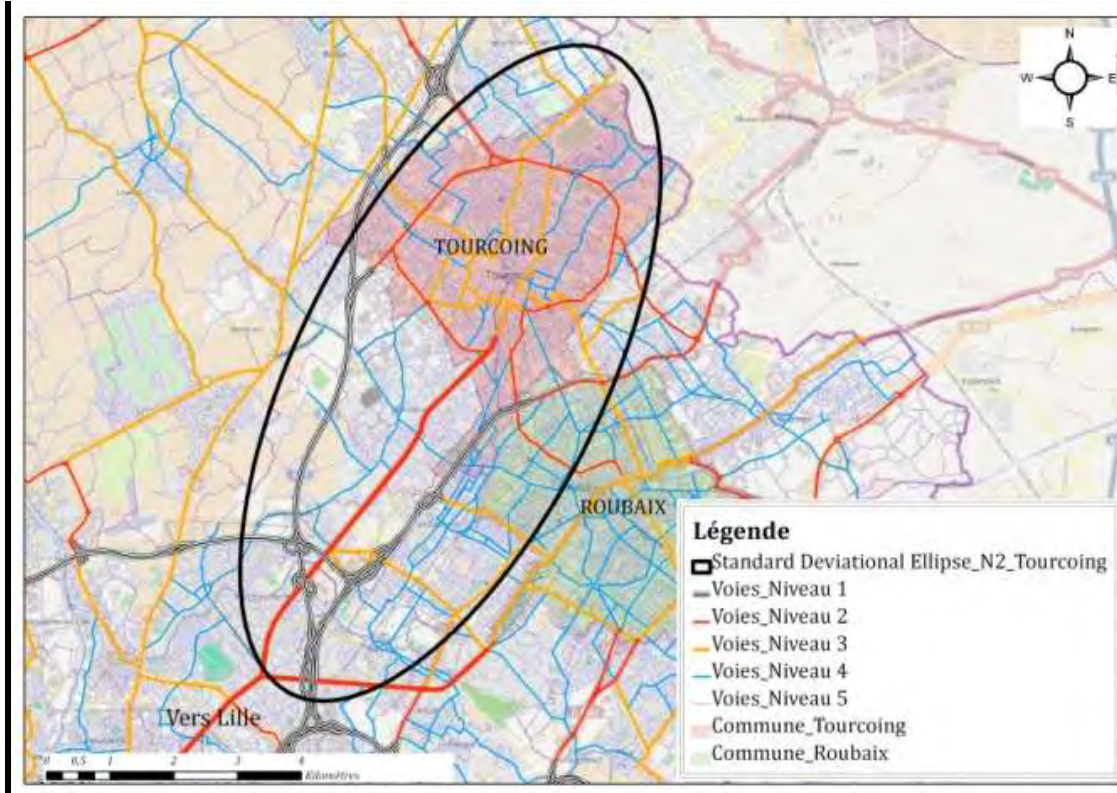 N
W E
S
TOURCOING
ROUBAIX
Vers Lille
Légende
Standard Deviational Ellipse_N2_Tourcoing
Voies_Niveau 1
Voies_Niveau 2
Voies_Niveau 3
Voies_Niveau 4
Voies_Niveau 5
Commune_Tourcoing
Commune_Roubaix
0 0,5 1 2 3 4
Kilomètres